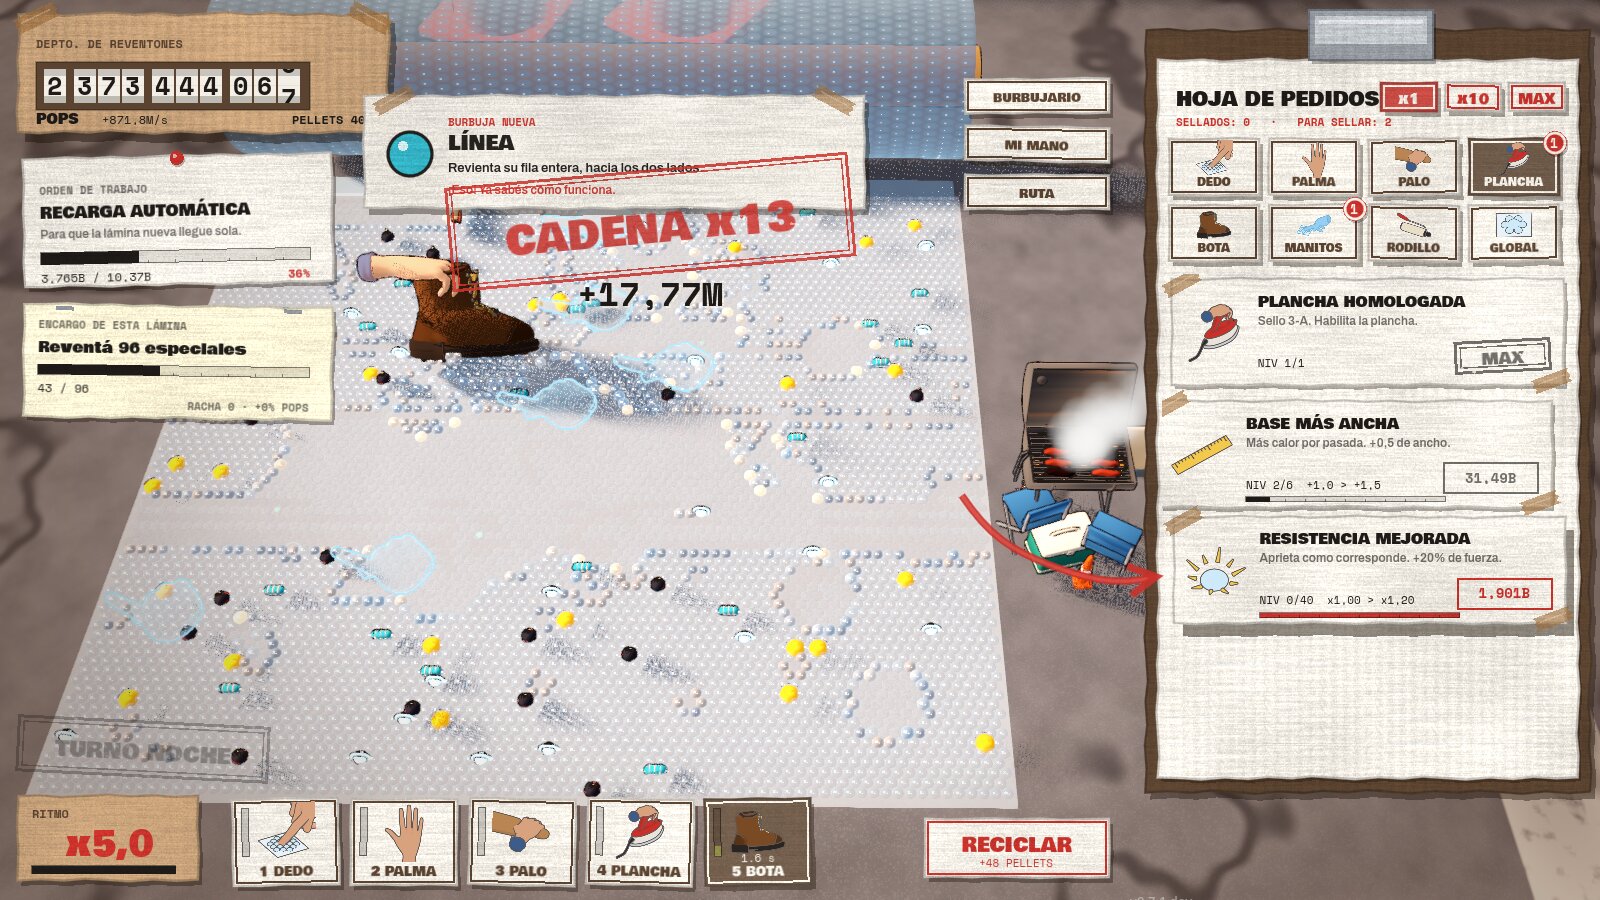 DEPTO. DE REVENTONES
2 373 444 06
POPS +871.8M/s PELLETS 40
ORDEN DE TRABAJO
RECARGA AUTOMÁTICA
Para que la lámina nueva llegue sola.
3,765B / 10,37B 36%
ENCARGO DE ESTA LÁMINA
Reventá 96 especiales
43 / 96
RACHA 0 · +0% POPS
BURBUJA NUEVA
LÍNEA
Revienta su fila entera, hacia los dos lados.
Eso. Ya sabés cómo funciona.
CADENA x13
+17,77M
BURBUJARIO
MI MANO
RUTA
HOJA DE PEDIDOS
x1 x10 MAX
SELLADOS: 0 · PARA SELLAR: 2
DEDO PALMA PALO PLANCHA 1
BOTA MANITOS 1 RODILLO GLOBAL
PLANCHA HOMOLOGADA
Sello 3-A. Habilita la plancha.
NIV 1/1 MAX
BASE MÁS ANCHA
Más calor por pasada. +0,5 de ancho.
NIV 2/6 +1,0 > +1,5 31,49B
RESISTENCIA MEJORADA
Aprieta como corresponde. +20% de fuerza.
NIV 0/40 x1,00 > x1,20 1,901B
TURNO NOCHE
RITMO
x5,0
1 DEDO
2 PALMA
3 PALO
4 PLANCHA
1.6 s
5 BOTA
RECICLAR
+48 PELLETS